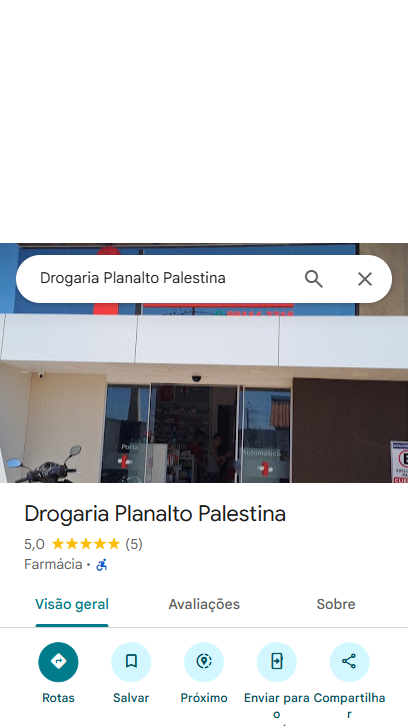 Drogaria Planalto Palestina
Porta
Automática
Drogaria Planalto Palestina
5,0 (5)
Farmácia ·
Visão geral
Avaliações
Sobre
Rotas
Salvar
Próximo
Enviar para
o
Compartilha
r